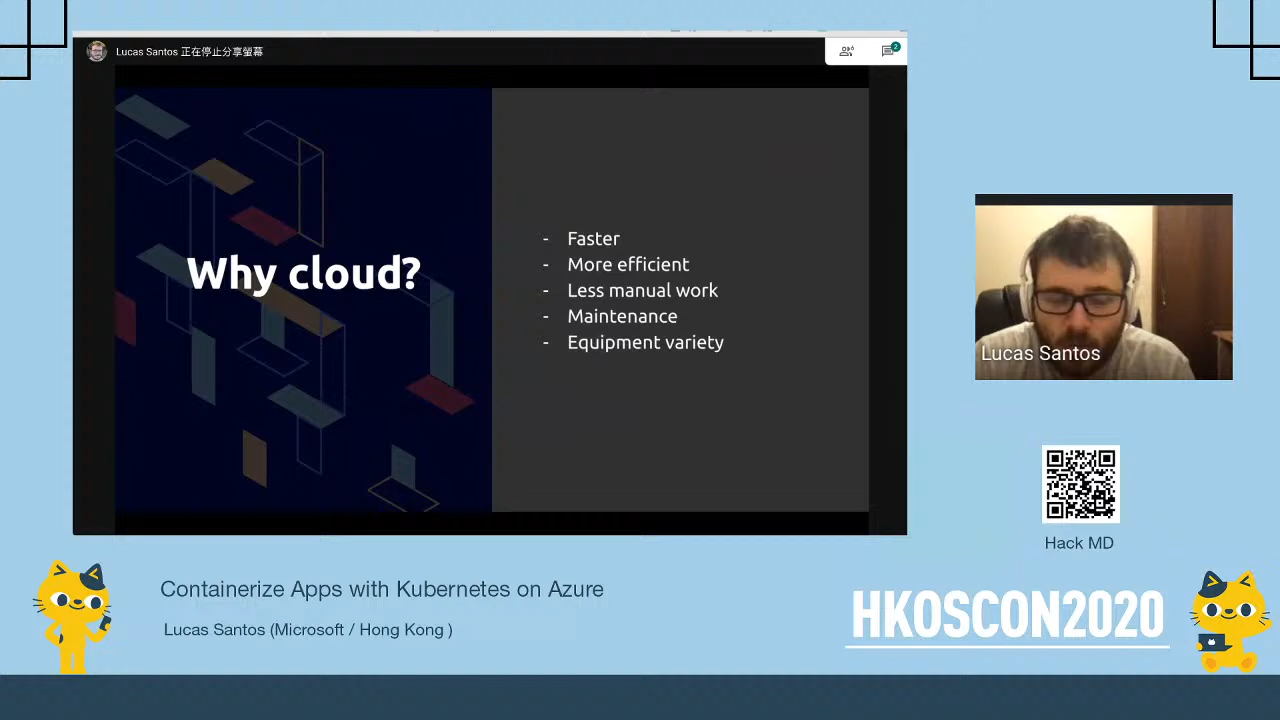 Lucas Santos 正在停止分享螢幕
2
Why cloud?
- Faster
- More efficient
- Less manual work
- Maintenance
- Equipment variety
Lucas Santos
Hack MD
Containerize Apps with Kubernetes on Azure
Lucas Santos (Microsoft / Hong Kong )
HKOSCON2020